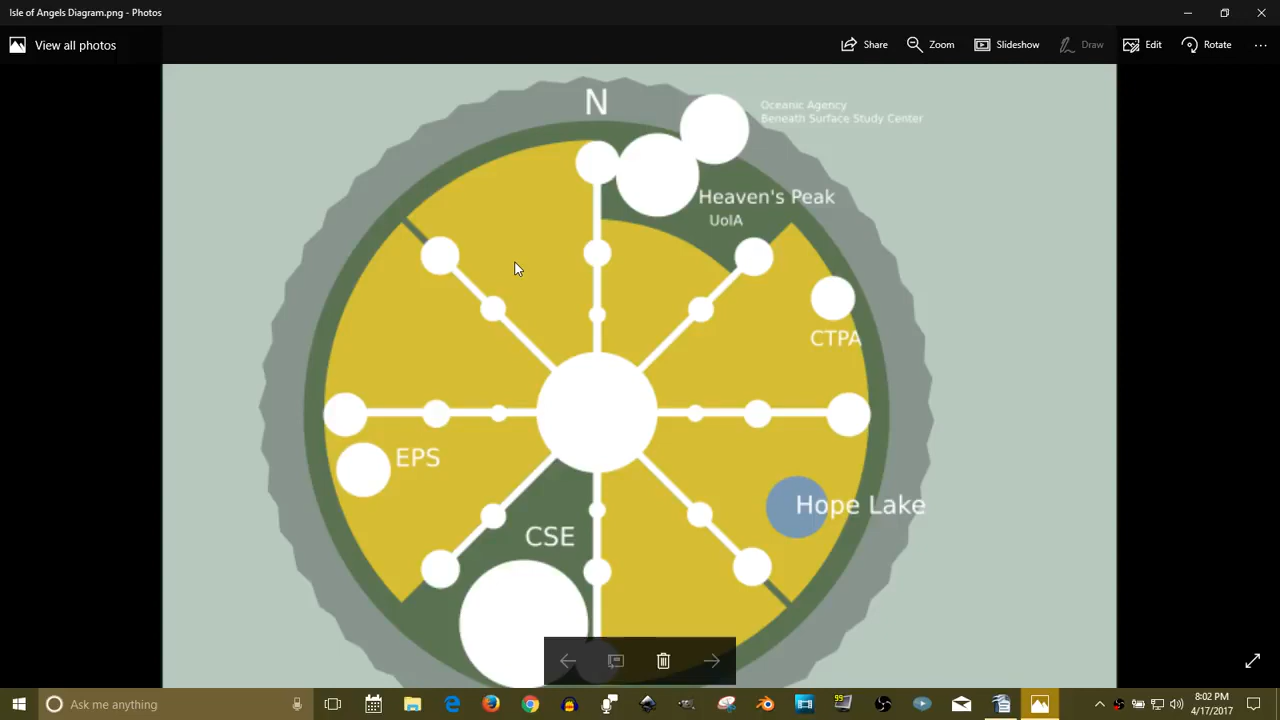 Isle of Angels Diagram.png - Photos
View all photos
Share
Zoom
Slideshow
Draw
Edit
Rotate
N
Oceanic Agency
Beneath Surface Study Center
Heaven's Peak
UoIA
CTPA
EPS
Hope Lake
CSE
Ask me anything
99
8:02 PM
4/17/2017